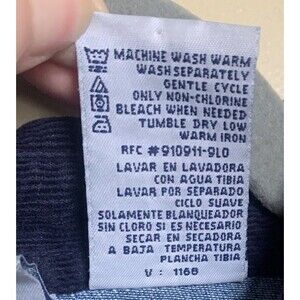 MACHINE WASH WARM
WASH SEPARATELY
GENTLE CYCLE
ONLY NON-CHLORINE
BLEACH WHEN NEEDED
TUMBLE DRY LOW
WARM IRON
RFC #910911-9L0
LAVAR EN LAVADORA
CON AGUA TIBIA
LAVAR POR SEPARADO
CICLO SUAVE
SOLAMENTE BLANQUEADOR
SIN CLORO SI ES NECESARIO
SECAR EN SECADORA
A BAJA TEMPERATURA
PLANCHA TIBIA
V : 1168